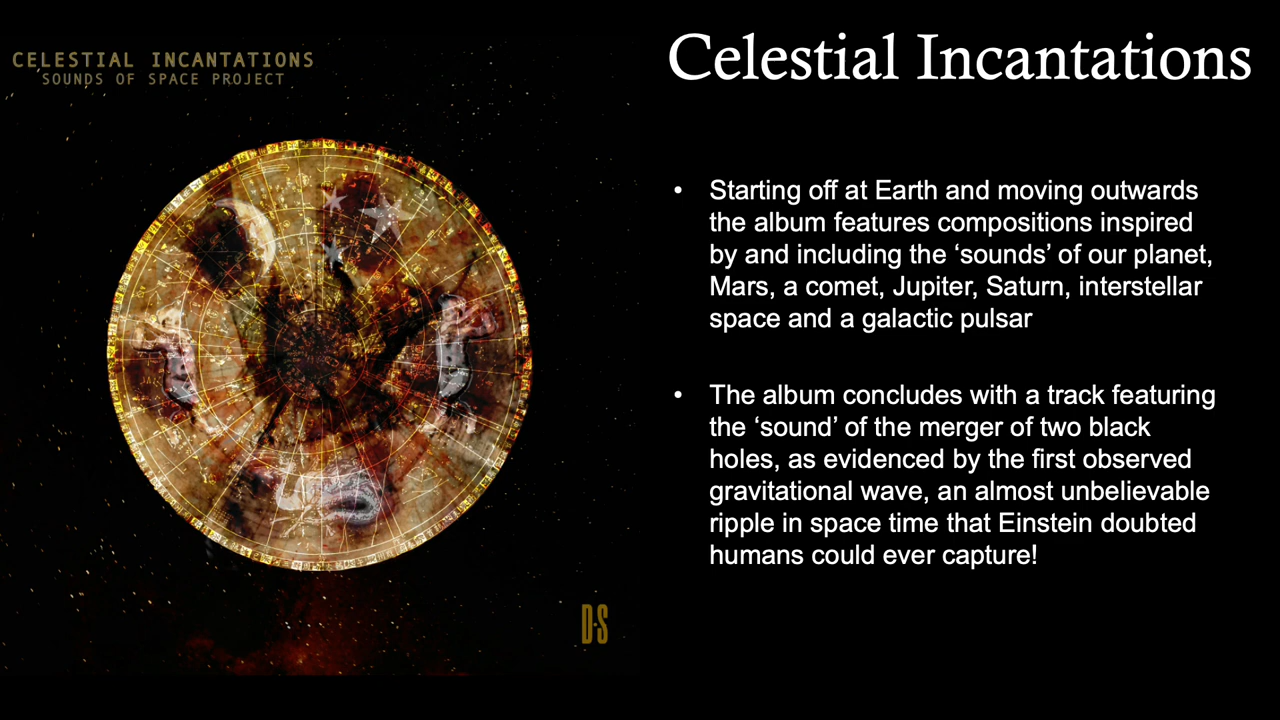 CELESTIAL INCANTATIONS
SOUNDS OF SPACE PROJECT
D·S
Celestial Incantations
• Starting off at Earth and moving outwards
the album features compositions inspired
by and including the ‘sounds’ of our planet,
Mars, a comet, Jupiter, Saturn, interstellar
space and a galactic pulsar
• The album concludes with a track featuring
the ‘sound’ of the merger of two black
holes, as evidenced by the first observed
gravitational wave, an almost unbelievable
ripple in space time that Einstein doubted
humans could ever capture!